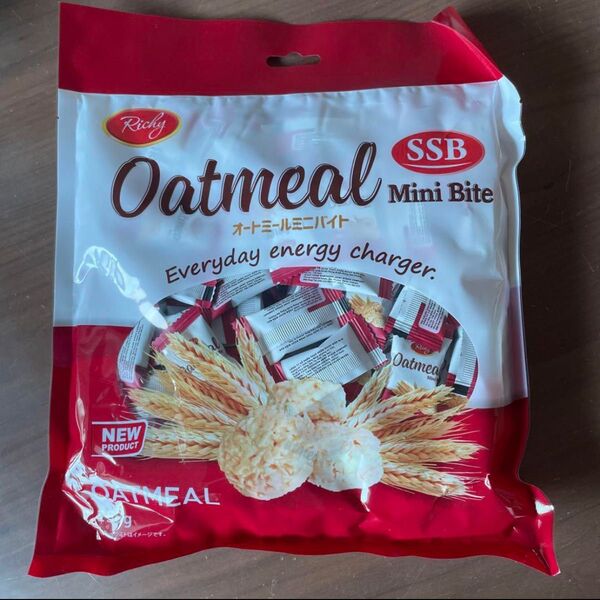 Richy
SSB
Oatmeal
Mini Bite
オートミールミニバイト
Everyday energy charger.
Oatmeal
NEW
PRODUCT
OATMEAL